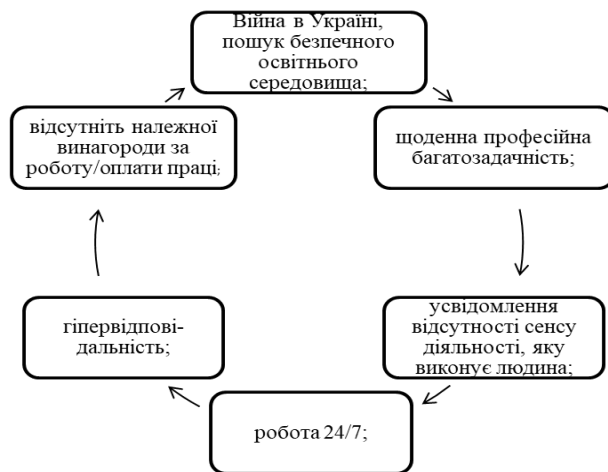 Війна в Україні,
пошук безпечного
освітнього
середовища;
щоденна професійна
багатозадачність;
усвідомлення
відсутності сенсу
діяльності, яку
виконує людина;
робота 24/7;
гіпервідпові-
дальність;
відсутніть належної
винагороди за
роботу/оплати праці;